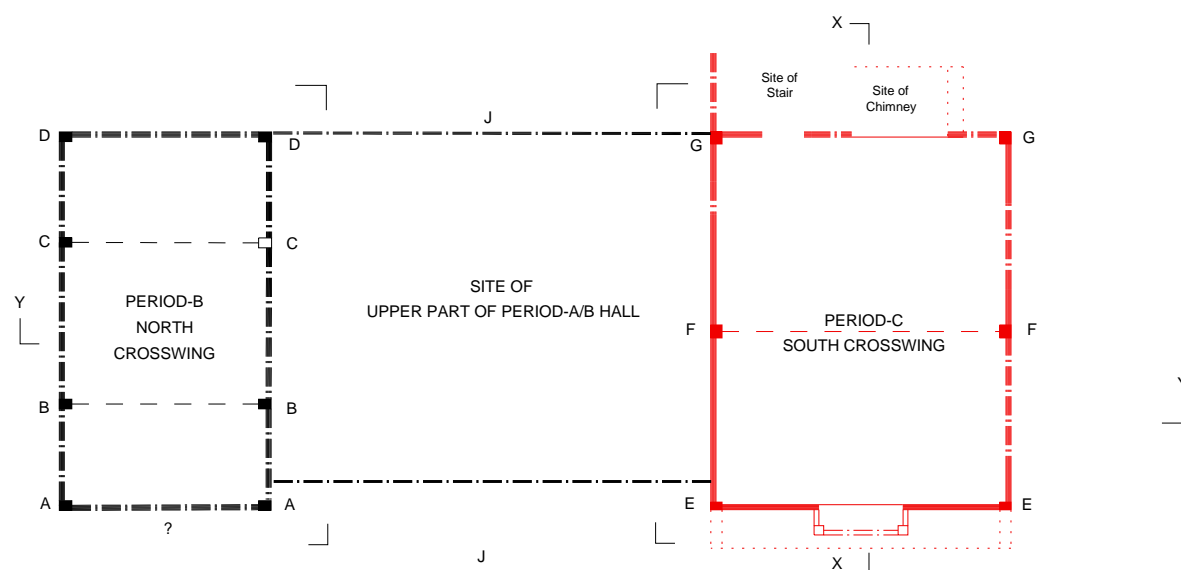 X
Site of
Stair
Site of
Chimney
J
D
D
G
G
C
C
SITE OF
UPPER PART OF PERIOD-A/B HALL
Y
PERIOD-B
NORTH
CROSSWING
F
PERIOD-C
SOUTH CROSSWING
F
Y
B
B
A
A
E
E
?
J
X